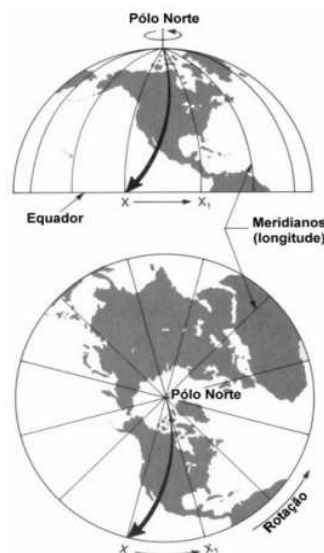 Pólo Norte
Equador
X
X₁
Meridianos
(longitude)
Pólo Norte
Rotação
X
X₁